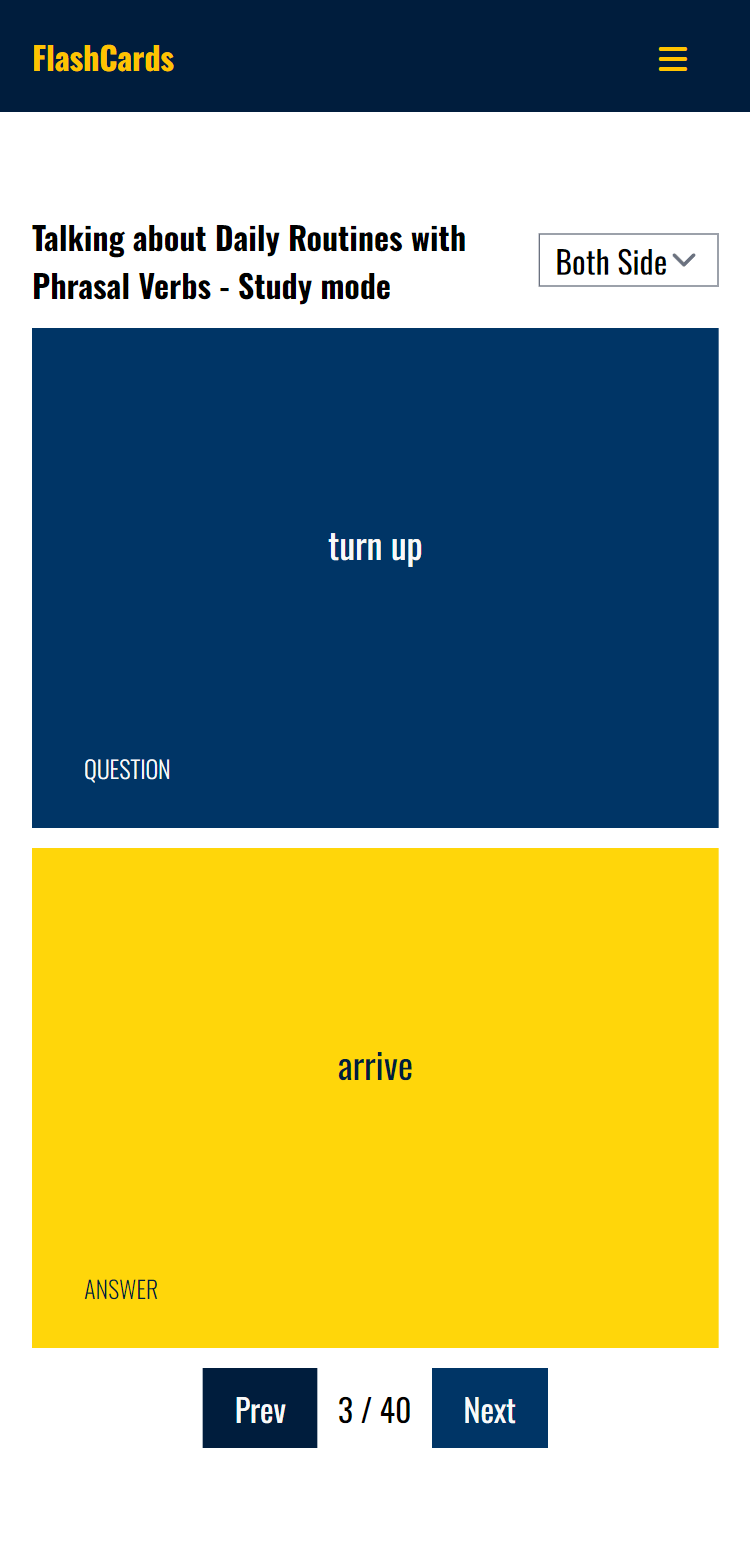 FlashCards
Talking about Daily Routines with
Phrasal Verbs - Study mode
Both Side
turn up
QUESTION
arrive
ANSWER
Prev
3 / 40
Next